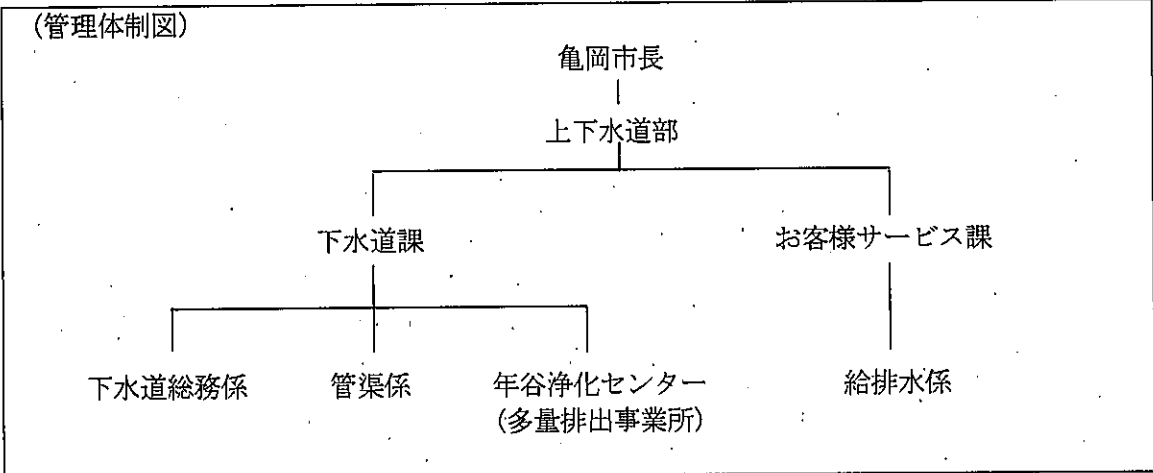 (管理体制図)
亀岡市長
上下水道部
下水道課
お客様サービス課
下水道総務係
管渠係
年谷浄化センター
(多量排出事業所)
給排水係